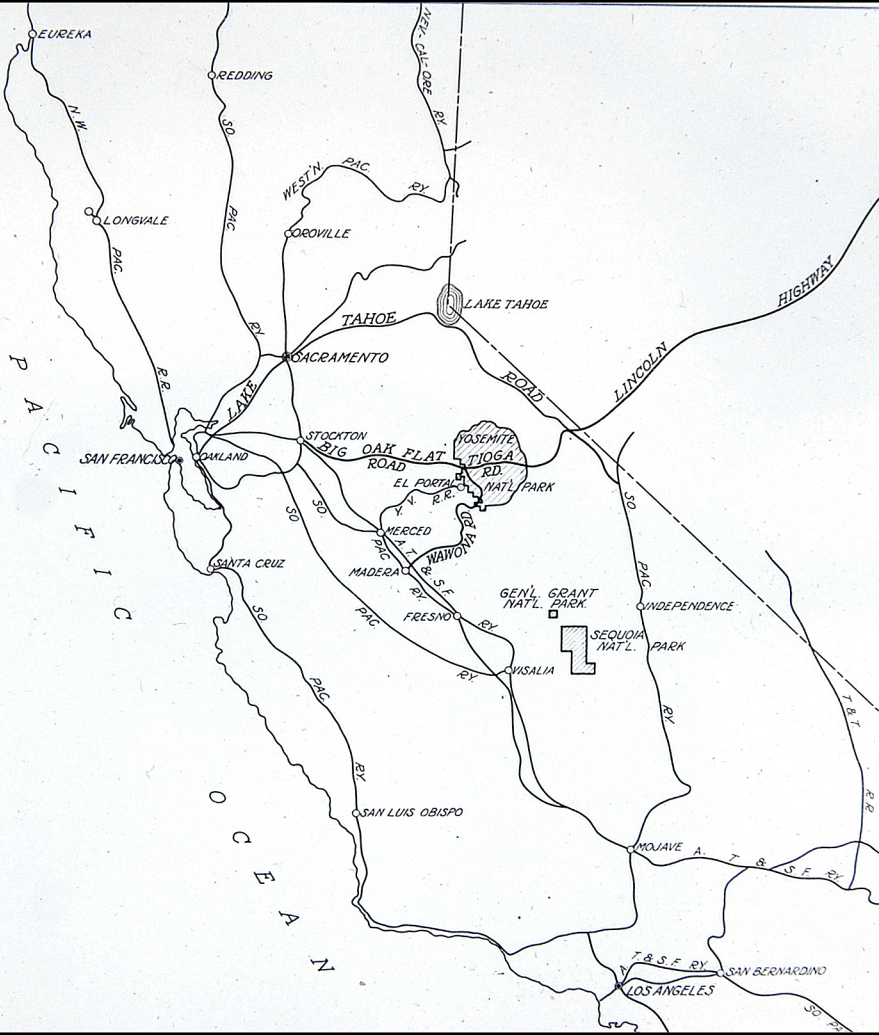 EUREKA
NEV-CAL-ORE RY.
REDDING
N.W. PAC. R.R.
SO. PAC. RY.
WEST'N. PAC. RY.
LONGVALE
OROVILLE
LAKE TAHOE
LINCOLN HIGHWAY
LAKE TAHOE ROAD
SACRAMENTO
PACIFIC OCEAN
STOCKTON
YOSEMITE
NAT'L PARK
BIG OAK FLAT
ROAD
TIOGA
RD.
SAN FRANCISCO
OAKLAND
EL PORTAL
Y. V. R.R.
SO. PAC. RY.
SO. PAC. RY.
MERCED
WAWONA RD
A. T. & S. F. RY.
MADERA
SANTA CRUZ
GEN'L. GRANT
NAT'L. PARK.
FRESNO
INDEPENDENCE
SEQUOIA
NAT'L. PARK
VISALIA
SO. PAC. RY.
SO. PAC. RY.
T & T R.R.
SAN LUIS OBISPO
MOJAVE
A. T. & S. F. RY
A. T. & S. F. RY.
SAN BERNARDINO
LOS ANGELES
SO. PA